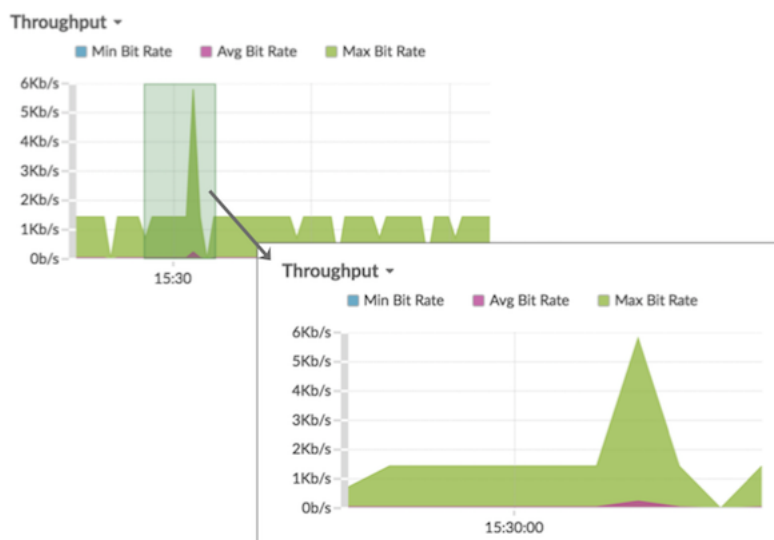 Throughput
Min Bit Rate Avg Bit Rate Max Bit Rate
6Kb/s
5Kb/s
4Kb/s
3Kb/s
2Kb/s
1Kb/s
0b/s
15:30
Throughput
Min Bit Rate Avg Bit Rate Max Bit Rate
6Kb/s
5Kb/s
4Kb/s
3Kb/s
2Kb/s
1Kb/s
0b/s
15:30:00